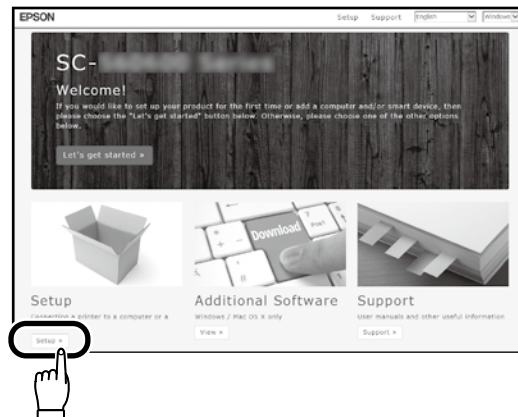 EPSON
Setup Support English Windows
SC-
Welcome!
If you would like to set up your product for the first time or add a computer and/or smart device, then
please choose the "Let's get started" button below. Otherwise, please choose one of the other options
below.
Let's get started »
Download
Setup
Connecting a printer to a computer or a
Setup »
Additional Software
Windows / Mac OS X only
View »
Support
User manuals and other useful information
Support »